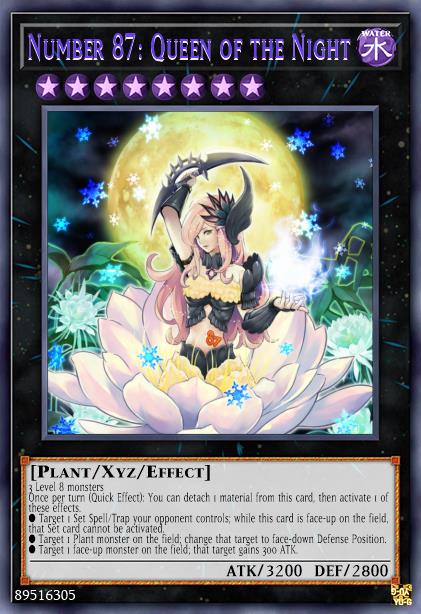 NUMBER 87: QUEEN OF THE NIGHT
WATER
水
87
[PLANT/XYZ/EFFECT]
3 Level 8 monsters
Once per turn (Quick Effect): You can detach 1 material from this card, then activate 1 of
these effects.
● Target 1 Set Spell/Trap your opponent controls; while this card is face-up on the field,
that Set card cannot be activated.
● Target 1 Plant monster on the field; change that target to face-down Defense Position.
● Target 1 face-up monster on the field; that target gains 300 ATK.
ATK/3200 DEF/2800
89516305